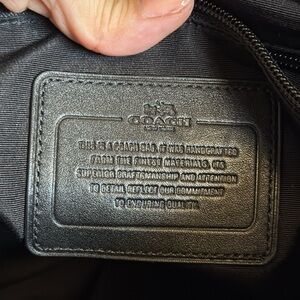 COACH
THIS IS A COACH BAG. IT WAS HANDCRAFTED
FROM THE FINEST MATERIALS. ITS
SUPERIOR CRAFTSMANSHIP AND ATTENTION
TO DETAIL REFLECT OUR COMMITMENT
TO ENDURING QUALITY.